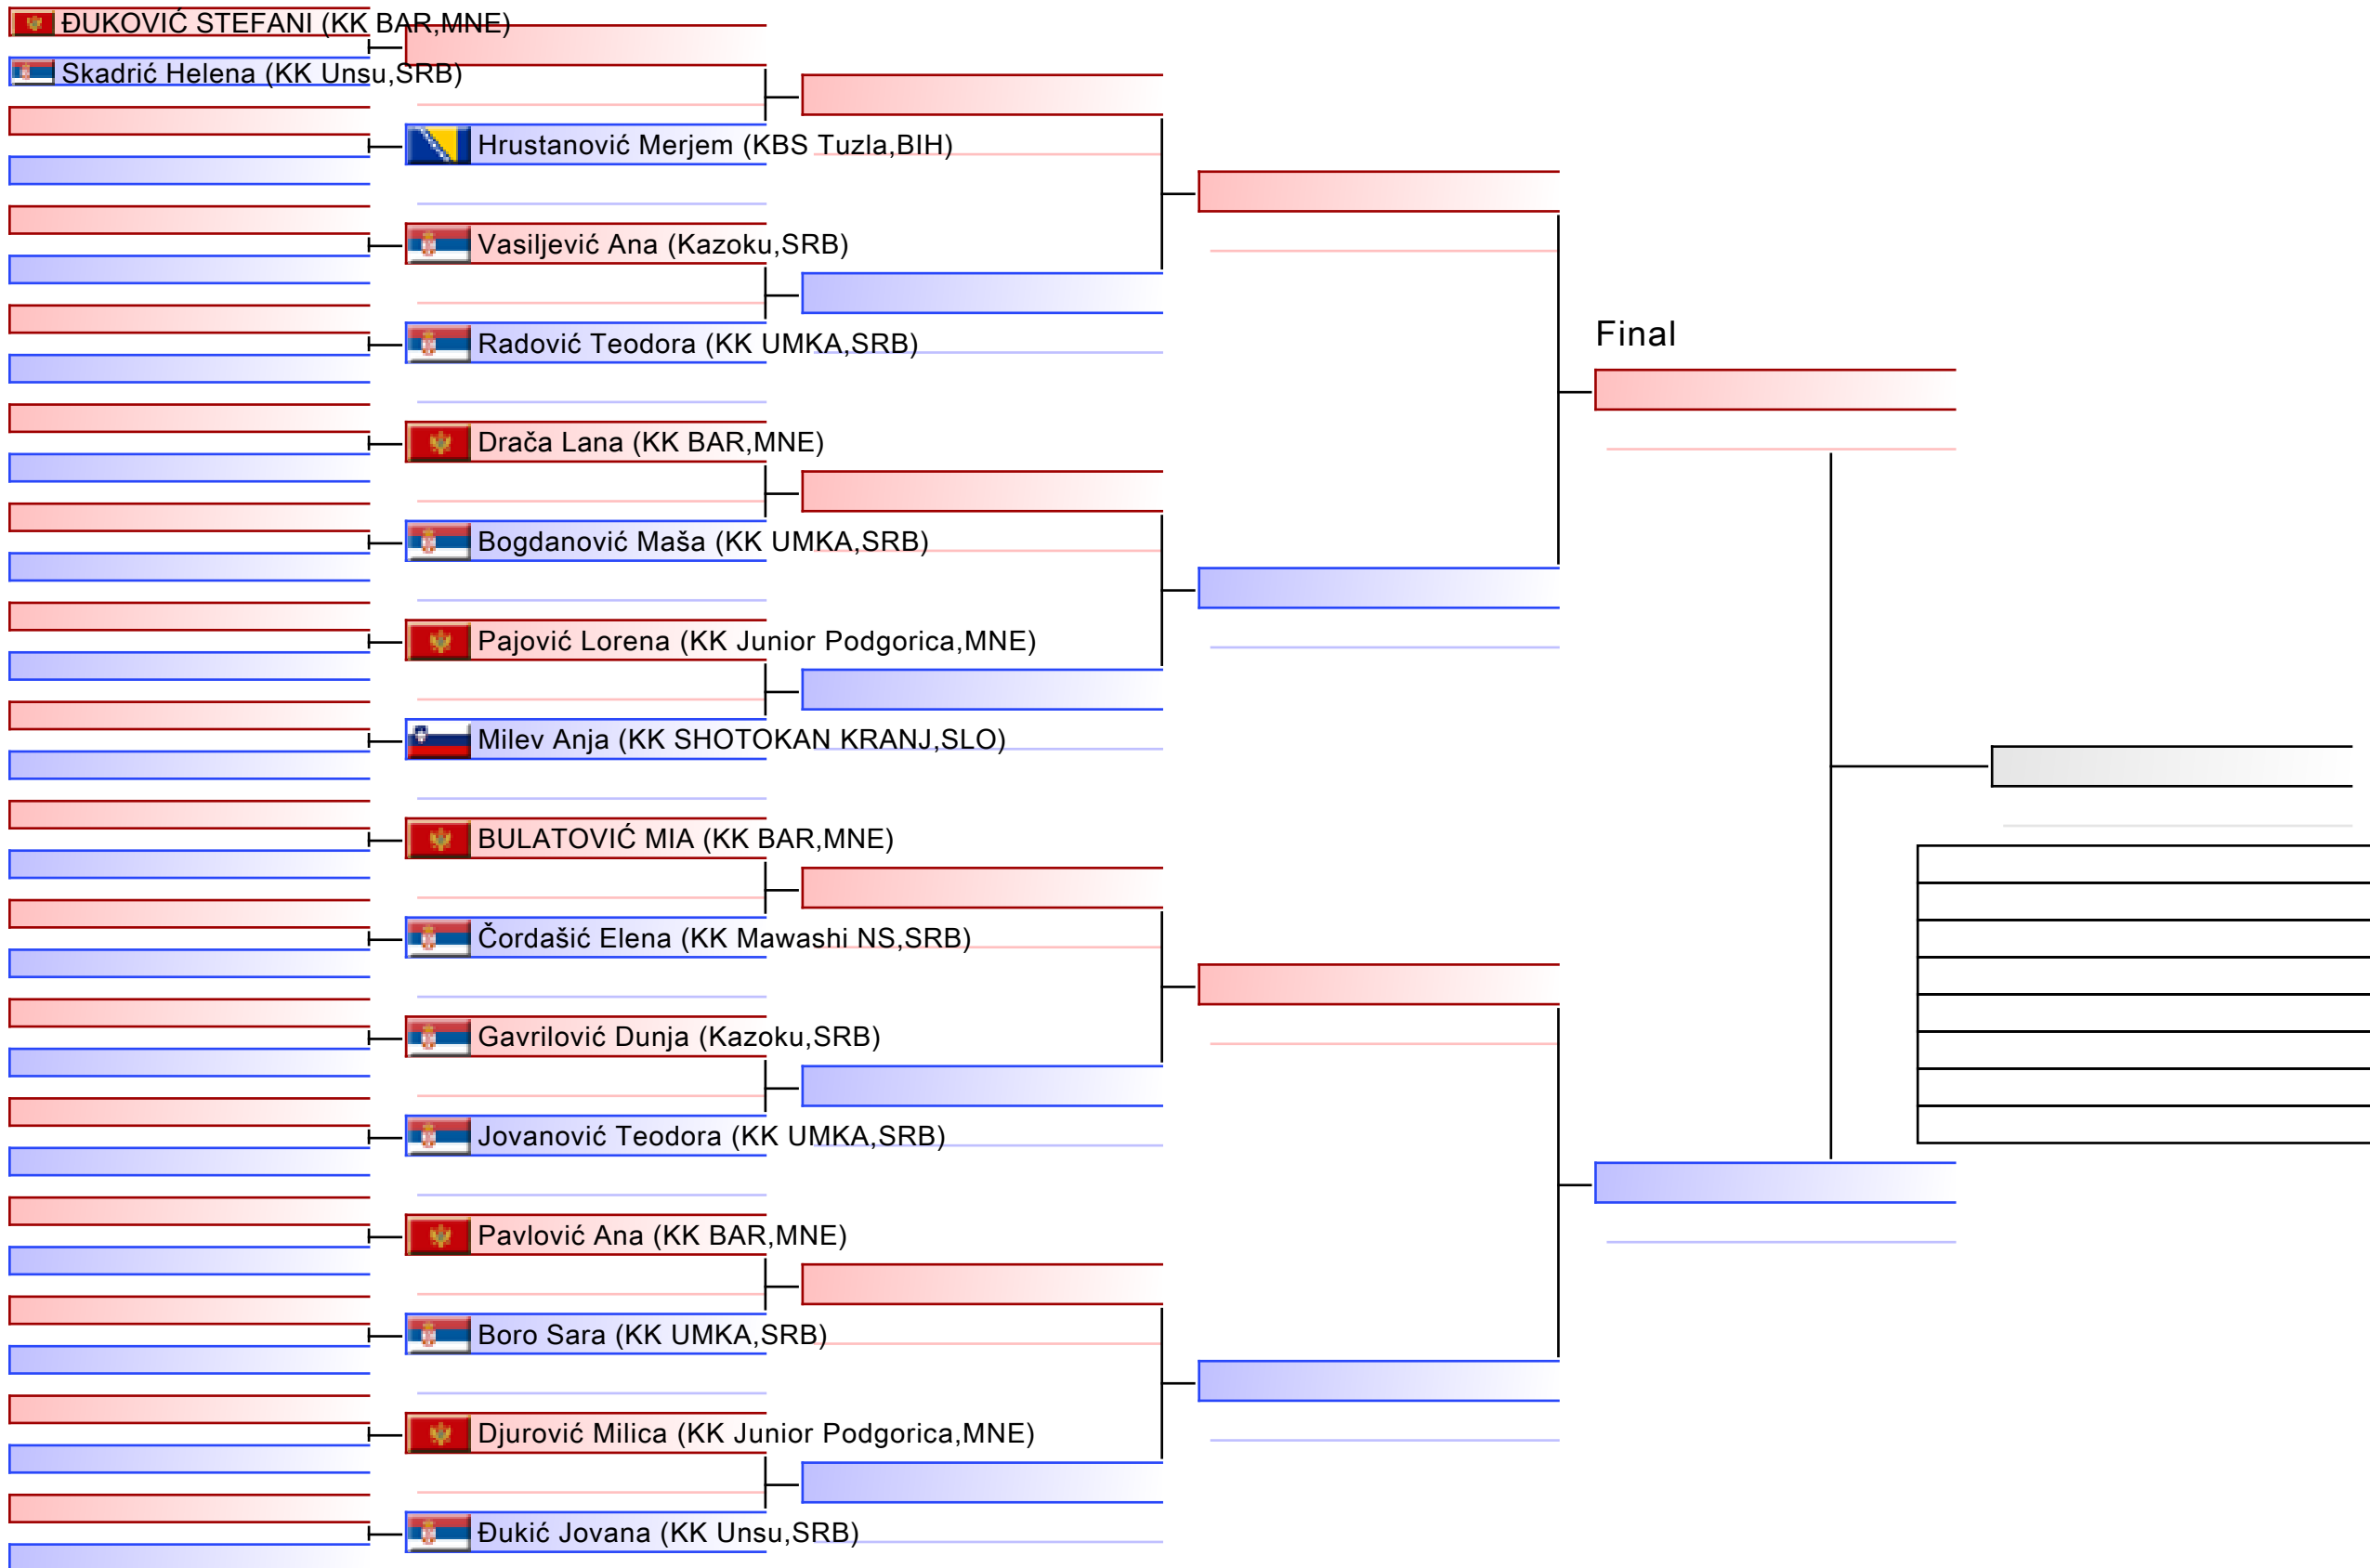 ĐUKOVIĆ STEFANI (KK BAR,MNE)
Skadrić Helena (KK Unsu,SRB)
Hrustanović Merjem (KBS Tuzla,BIH)
Vasiljević Ana (Kazoku,SRB)
Radović Teodora (KK UMKA,SRB)
Final
Drača Lana (KK BAR,MNE)
Bogdanović Maša (KK UMKA,SRB)
Pajović Lorena (KK Junior Podgorica,MNE)
Milev Anja (KK SHOTOKAN KRANJ,SLO)
BULATOVIĆ MIA (KK BAR,MNE)
Čordašić Elena (KK Mawashi NS,SRB)
Gavrilović Dunja (Kazoku,SRB)
Jovanović Teodora (KK UMKA,SRB)
Pavlović Ana (KK BAR,MNE)
Boro Sara (KK UMKA,SRB)
Djurović Milica (KK Junior Podgorica,MNE)
Đukić Jovana (KK Unsu,SRB)